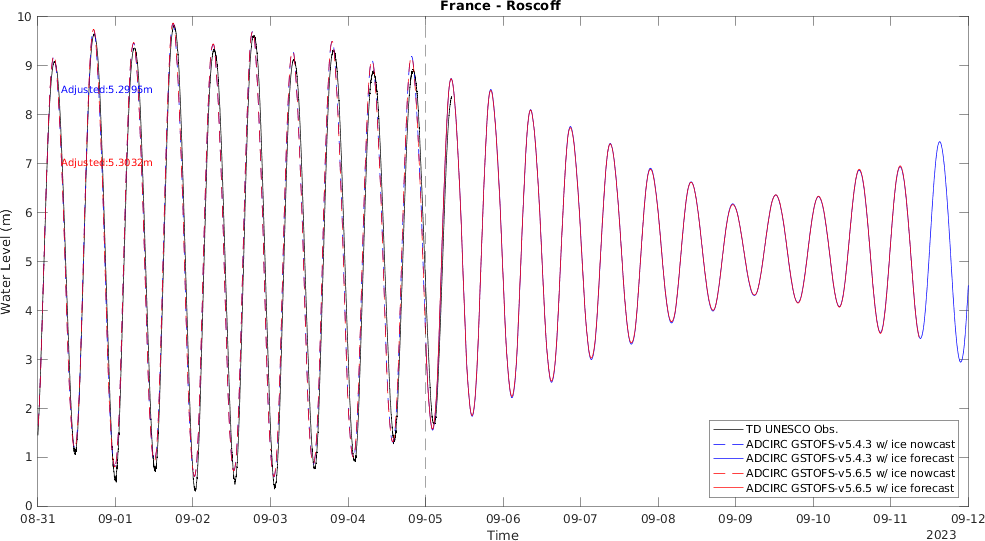 France - Roscoff
10
9
8
7
6
5
4
3
2
1
0
Water Level (m)
Adjusted:5.2995m
Adjusted:5.3032m
TD UNESCO Obs.
ADCIRC GSTOFS-v5.4.3 w/ ice nowcast
ADCIRC GSTOFS-v5.4.3 w/ ice forecast
ADCIRC GSTOFS-v5.6.5 w/ ice nowcast
ADCIRC GSTOFS-v5.6.5 w/ ice forecast
08-31 09-01 09-02 09-03 09-04 09-05 09-06 09-07 09-08 09-09 09-10 09-11 09-12
Time
2023